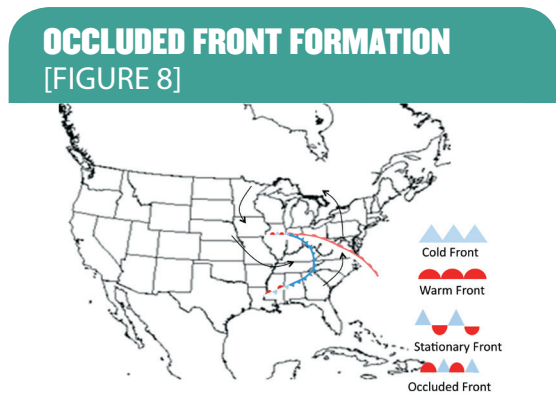 OCCLUDED FRONT FORMATION
[FIGURE 8]
Cold Front
Warm Front
Stationary Front
Occluded Front